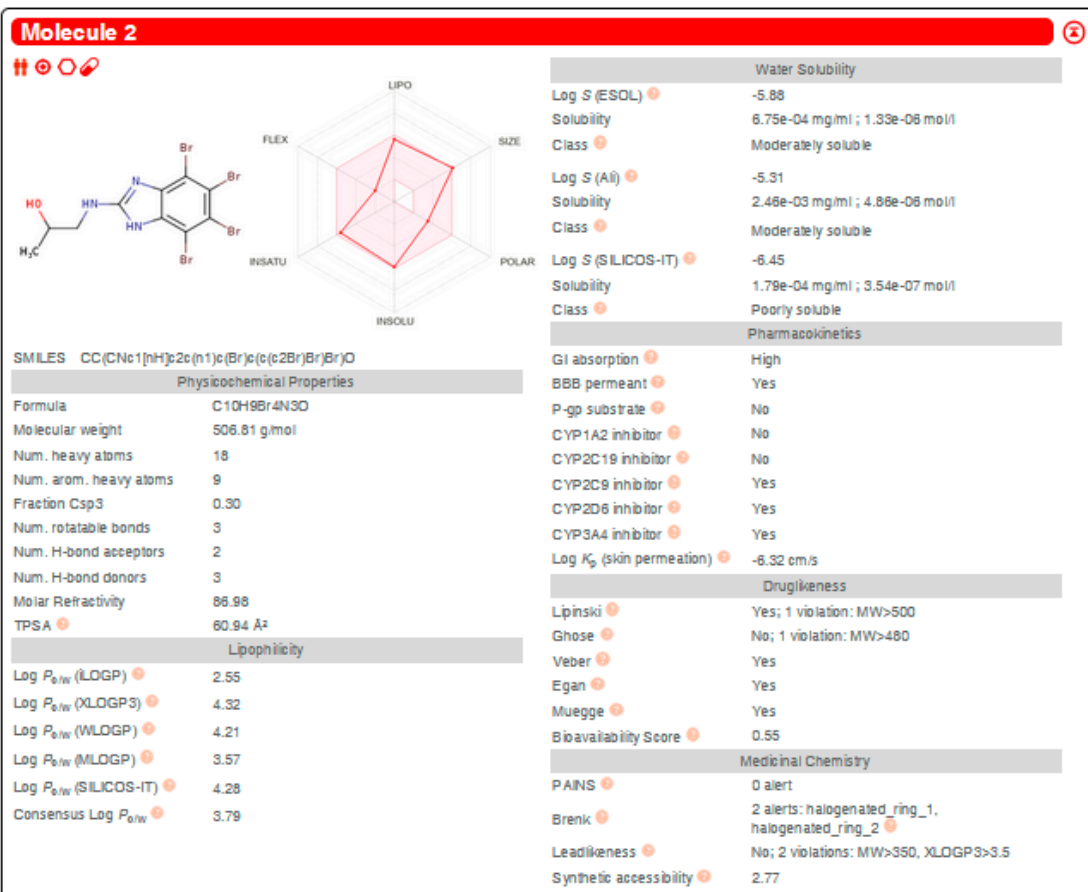 Molecule 2
LIPO
FLEX
SIZE
INSATU
POLAR
INSOLU
Br
Br
N
HO
HN
HN
H₃C
Br
Br
SMILES CC(CNc1[nH]c2c(n1)c(Br)c(c(c2Br)Br)Br)O
Physicochemical Properties
Formula C10H9Br4N3O
Molecular weight 506.81 g/mol
Num. heavy atoms 18
Num. arom. heavy atoms 9
Fraction Csp3 0.30
Num. rotatable bonds 3
Num. H-bond acceptors 2
Num. H-bond donors 3
Molar Refractivity 86.98
TPSA ? 60.94 Å²
Lipophilicity
Log Po/w (iLOGP) ? 2.55
Log Po/w (XLOGP3) ? 4.32
Log Po/w (WLOGP) ? 4.21
Log Po/w (MLOGP) ? 3.57
Log Po/w (SILICOS-IT) ? 4.28
Consensus Log Po/w ? 3.79
Water Solubility
Log S (ESOL) ? -5.88
Solubility 6.75e-04 mg/ml ; 1.33e-06 mol/l
Class ? Moderately soluble
Log S (Ali) ? -5.31
Solubility 2.46e-03 mg/ml ; 4.86e-06 mol/l
Class ? Moderately soluble
Log S (SILICOS-IT) ? -6.45
Solubility 1.79e-04 mg/ml ; 3.54e-07 mol/l
Class ? Poorly soluble
Pharmacokinetics
GI absorption ? High
BBB permeant ? Yes
P-gp substrate ? No
CYP1A2 inhibitor ? No
CYP2C19 inhibitor ? No
CYP2C9 inhibitor ? Yes
CYP2D6 inhibitor ? Yes
CYP3A4 inhibitor ? Yes
Log Kp (skin permeation) ? -6.32 cm/s
Druglikeness
Lipinski ? Yes; 1 violation: MW>500
Ghose ? No; 1 violation: MW>480
Veber ? Yes
Egan ? Yes
Muegge ? Yes
Bioavailability Score ? 0.55
Medicinal Chemistry
PAINS ? 0 alert
Brenk ? 2 alerts: halogenated_ring_1,
halogenated_ring_2 ?
Leadlikeness ? No; 2 violations: MW>350, XLOGP3>3.5
Synthetic accessibility ? 2.77